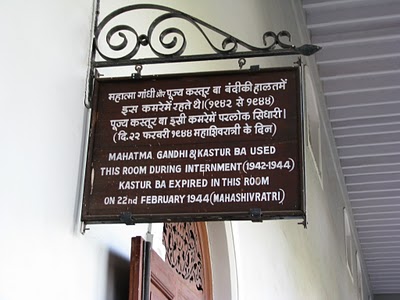 महात्मा गांधी और पूज्य कस्तूर बा बंदीकी हालतमें
इस कमरेमें रहते थे।(१९४२ से १९४४)
पूज्य कस्तूर बा इसी कमरेमें परलोक सिधारी।
(दि.२२ फरवरी १९४४ महाशिवरात्री के दिन)
MAHATMA GANDHI & KASTUR BA USED
THIS ROOM DURING INTERNMENT (1942-1944)
KASTUR BA EXPIRED IN THIS ROOM
ON 22nd FEBRUARY 1944 (MAHASHIVRATRI)